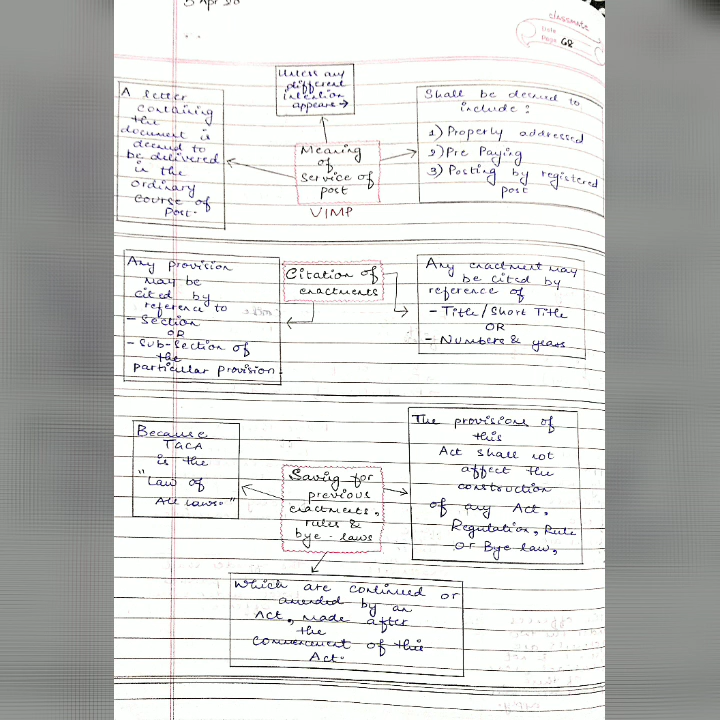 classmate
Date
Page 68
Unless any
different
intention
appears →
A letter
containing
the
document is
deemed to
be delivered
in the
ordinary
course of
Post.
Meaning
of
Service of
post
VIMP
Shall be deemed to
include :
1) Properly addressed
2) Pre Paying
3) Posting by registered
post
Any provision
may be
cited by
reference to
- Section
OR
- Sub-Section of
the
particular provision
Citation of
enactments
Any enactment may
be cited by
reference of
- Title/Short Title
OR
- Numbers & years
Because
TGCA
is the
"Law of
All Laws."
Saving for
previous
enactments,
rules &
bye-laws
The provisions of
this
Act shall not
affect the
construction
of any Act,
Regulation, Rule
or Bye law,
Which are continued or
amended by an
Act, made after
the
commencement of this
Act.